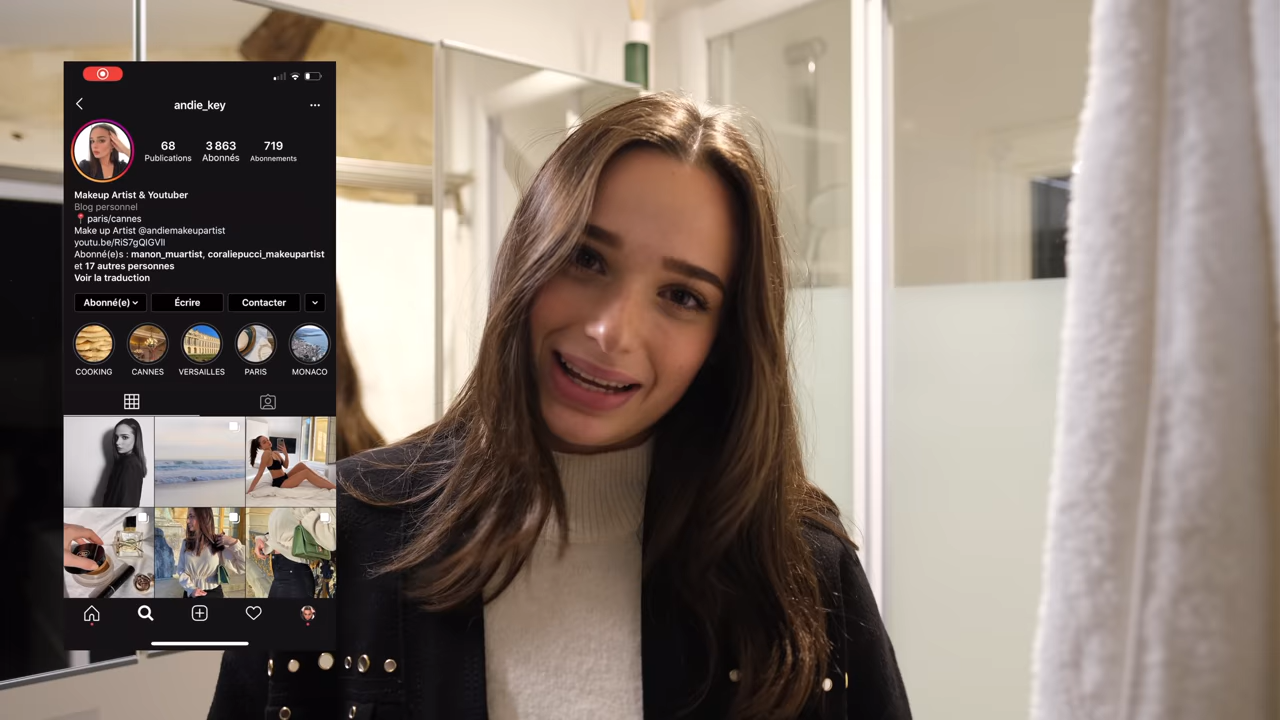 andie_key
68 3 863 719
Publications Abonnés Abonnements
Makeup Artist & Youtuber
Blog personnel
📍 paris/cannes
Make up Artist @andiemakeupartist
youtu.be/RiS7gQIGVlI
Abonné(e)s : manon_muartist, coraliepucci_makeupartist
et 17 autres personnes
Voir la traduction
Abonné(e) Écrire Contacter
COOKING CANNES VERSAILLES PARIS MONACO